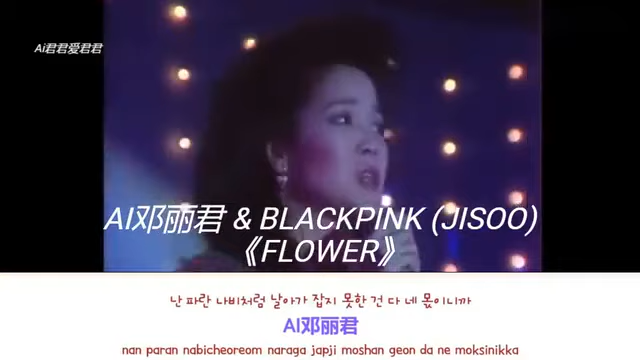 Ai君君爱君君
AI邓丽君 & BLACKPINK (JISOO)
《FLOWER》
난 파란 나비처럼 날아가 잡지 못한 건 다 네 몫이니까
AI邓丽君
nan paran nabicheoreom naraga japji moshan geon da ne moksinikka